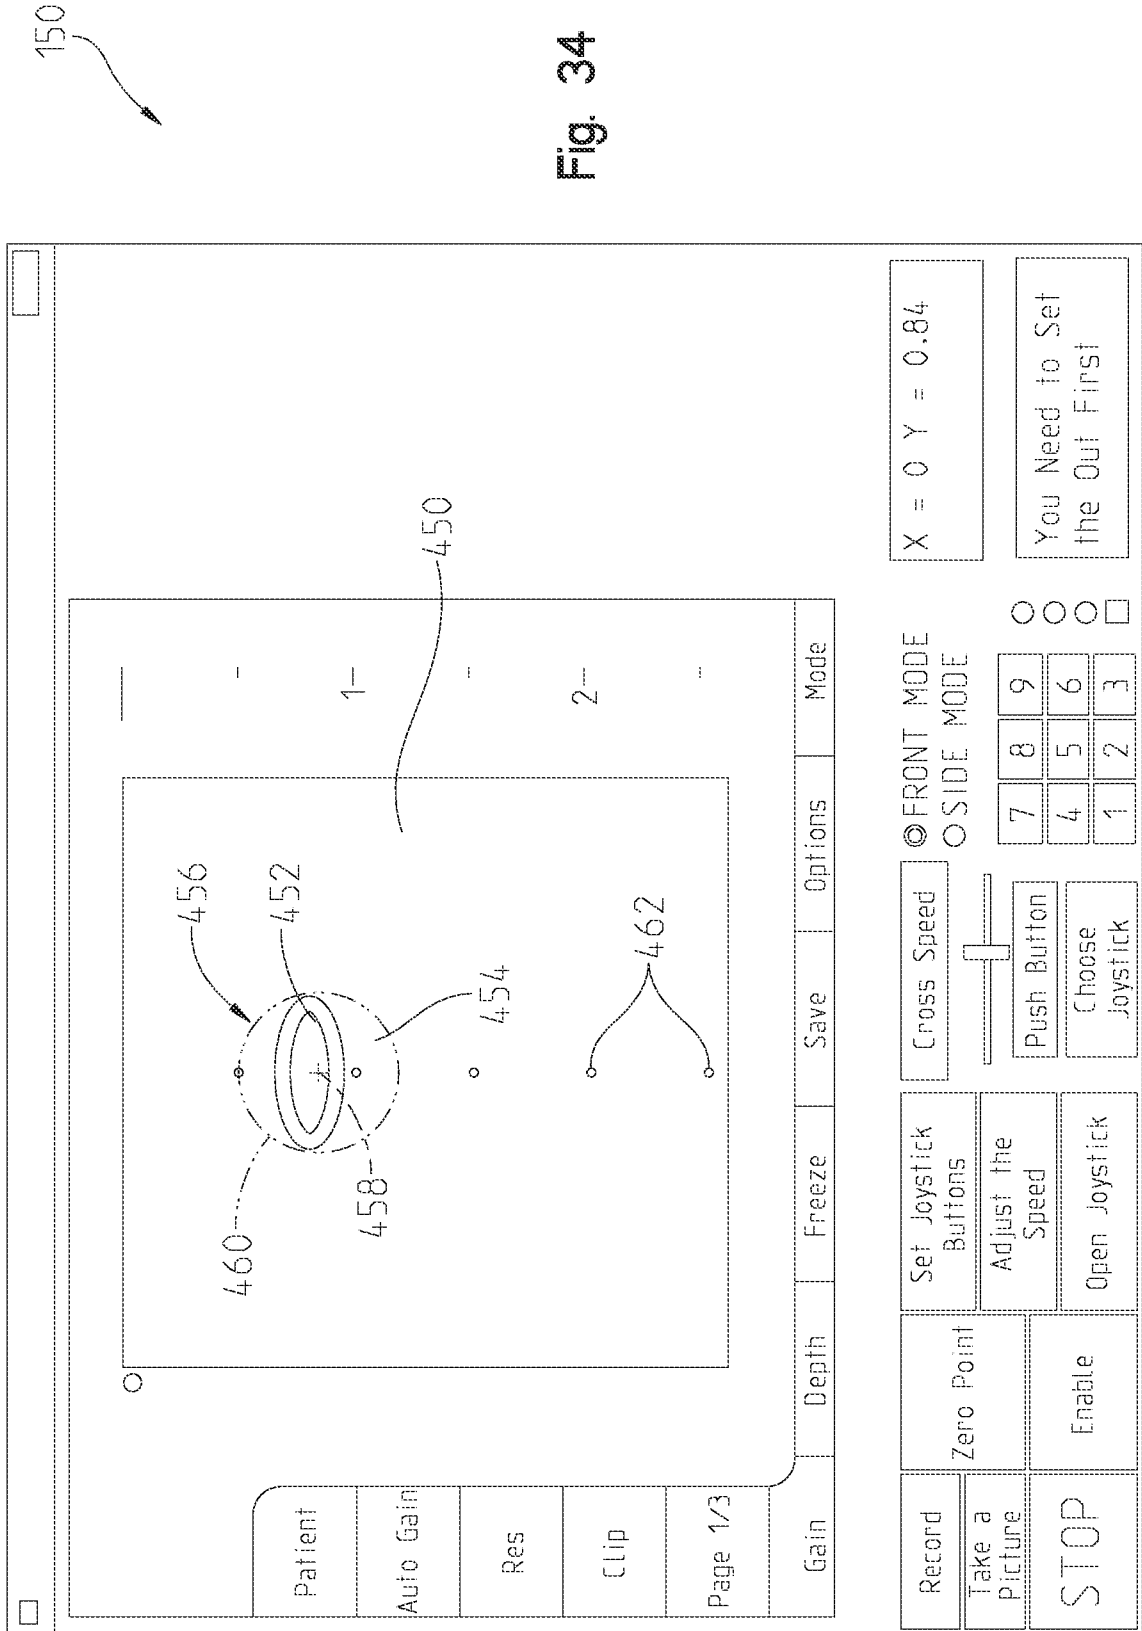 150
Fig. 34
456
452
450
454
460
458
462
1
2
Patient
Auto Gain
Res
Clip
Page 1/3
Gain
Depth
Freeze
Save
Options
Mode
Record
Take a
Picture
STOP
Zero Point
Enable
Set Joystick
Buttons
Adjust the
Speed
Open Joystick
Cross Speed
Push Button
Choose
Joystick
FRONT MODE
SIDE MODE
7 8 9
4 5 6
1 2 3
X = 0 Y = 0.84
You Need to Set
the Out First